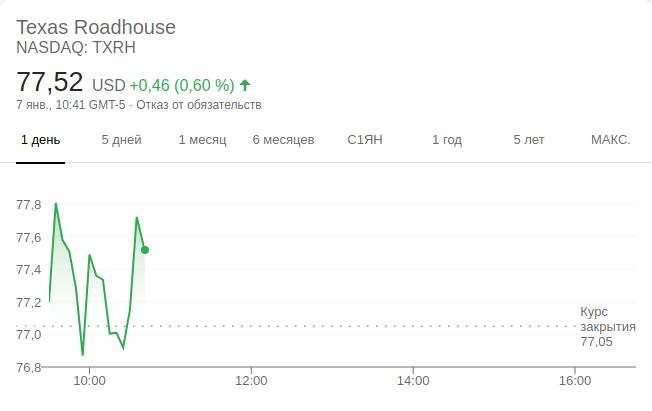 Texas Roadhouse
NASDAQ: TXRH
77,52 USD +0,46 (0,60 %)
7 янв., 10:41 GMT-5 · Отказ от обязательств
1 день 5 дней 1 месяц 6 месяцев С1ЯН 1 год 5 лет МАКС.
77,8
77,6
77,4
77,2
77,0
76,8
Курс
закрытия
77,05
10:00 12:00 14:00 16:00